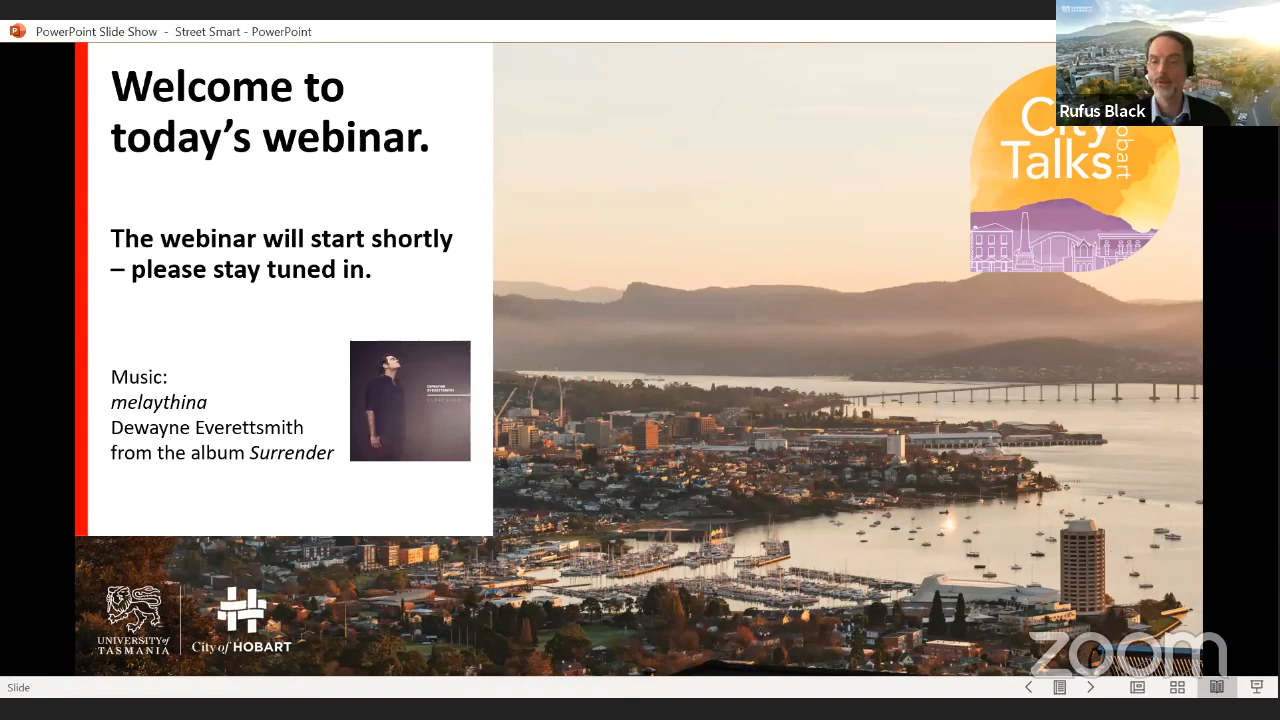 PowerPoint Slide Show - Street Smart - PowerPoint
Rufus Black
Welcome to
today’s webinar.
The webinar will start shortly
– please stay tuned in.
Music:
melaythina
Dewayne Everettsmith
from the album Surrender
DEWAYNE
EVERETTSMITH
City
Talks
UNIVERSITY of
TASMANIA
City of HOBART
zoom
Slide